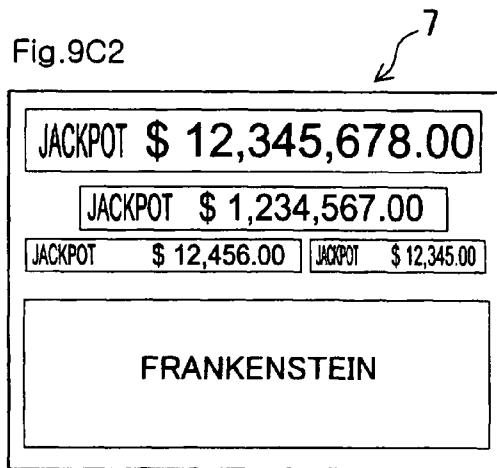 Fig.9C2
7
JACKPOT $ 12,345,678.00
JACKPOT $ 1,234,567.00
JACKPOT $ 12,456.00 JACKPOT $ 12,345.00
FRANKENSTEIN